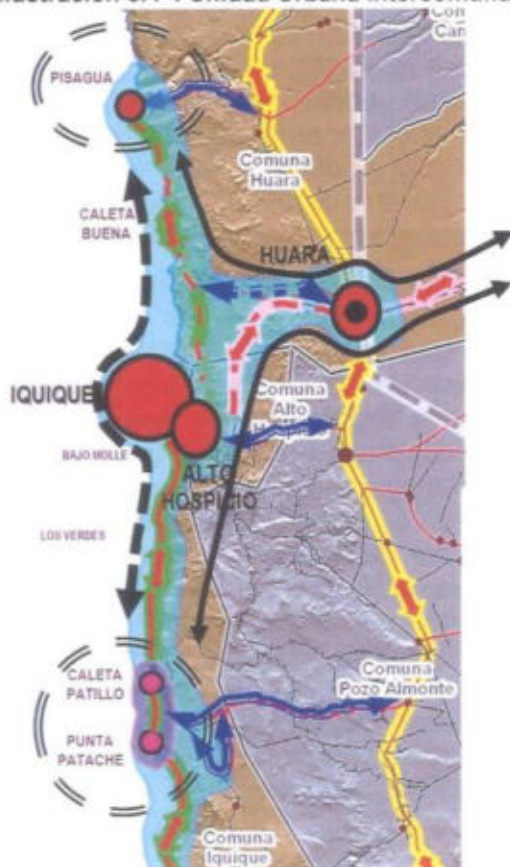 PISAGUA
Comuna
Huara
CALETA
BUENA
HUARA
IQUIQUE
Comuna
Alto
BAJO MOLLE
ALTO
HOSPICIO
LOS VERDES
CALETA
PATILLO
Comuna
Pozo Almonte
PUNTA
PATACHE
Comuna
Iquique